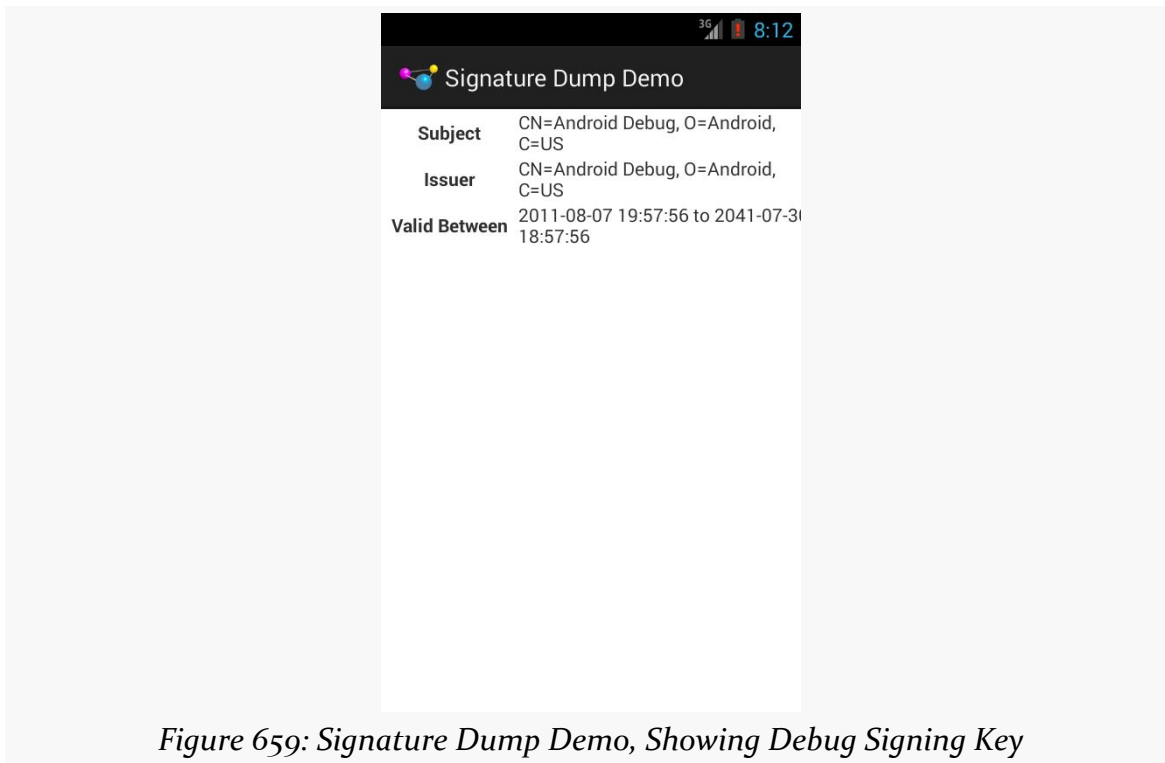 3G 8:12
Signature Dump Demo
Subject CN=Android Debug, O=Android,
C=US
Issuer CN=Android Debug, O=Android,
C=US
Valid Between 2011-08-07 19:57:56 to 2041-07-30
18:57:56
Figure 659: Signature Dump Demo, Showing Debug Signing Key